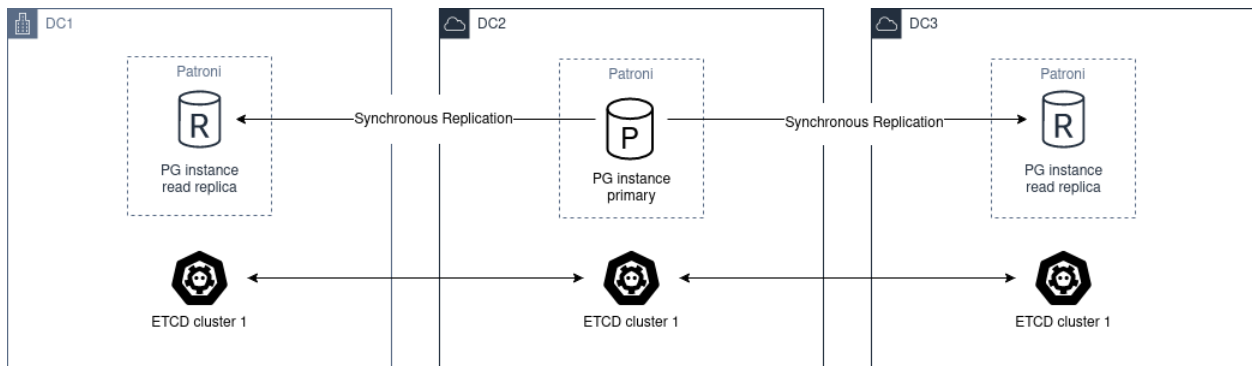 DC1
DC2
DC3
Patroni
Patroni
Patroni
R
Synchronous Replication
P
Synchronous Replication
R
PG instance
read replica
PG instance
primary
PG instance
read replica
ETCD cluster 1
ETCD cluster 1
ETCD cluster 1